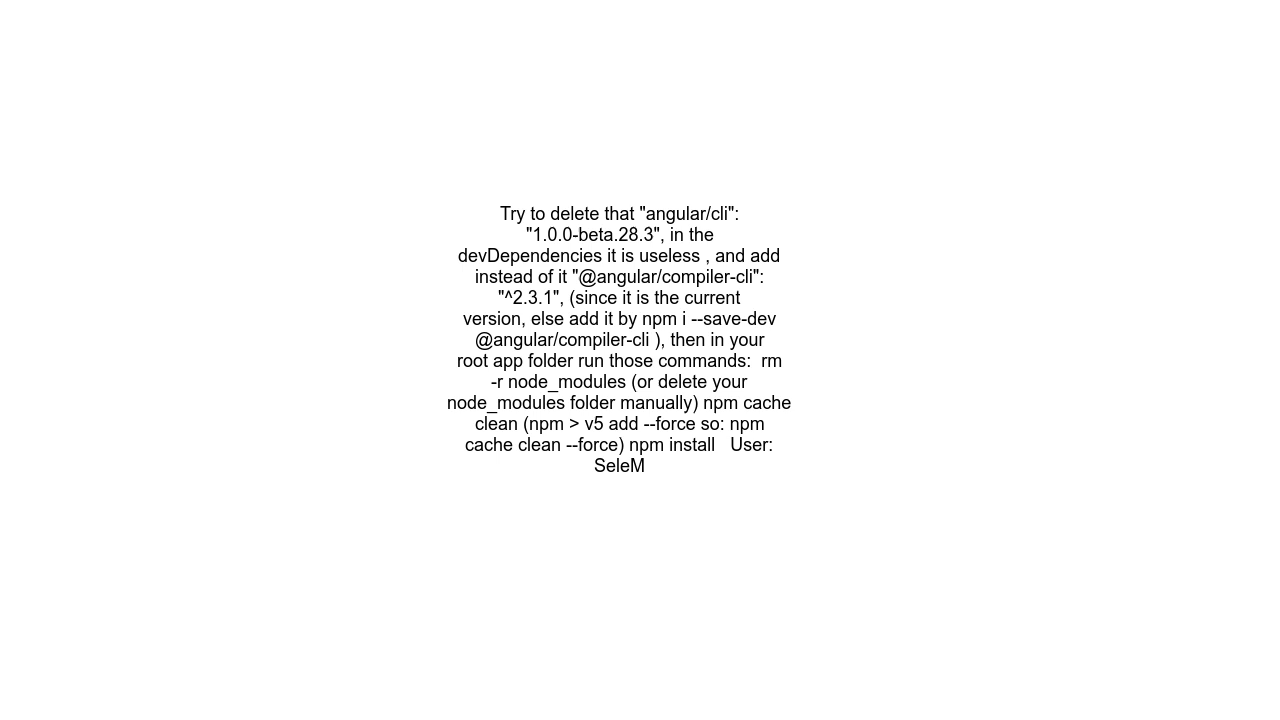 Try to delete that "angular/cli":
"1.0.0-beta.28.3", in the
devDependencies it is useless , and add
instead of it "@angular/compiler-cli":
"^2.3.1", (since it is the current
version, else add it by npm i --save-dev
@angular/compiler-cli ), then in your
root app folder run those commands:  rm
-r node_modules (or delete your
node_modules folder manually) npm cache
clean (npm > v5 add --force so: npm
cache clean --force) npm install   User:
SeleM